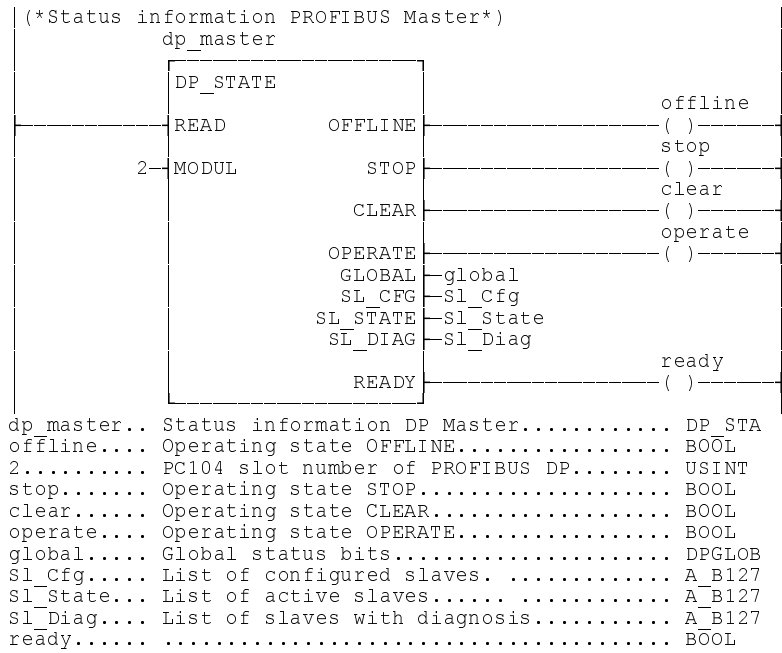 (*Status information PROFIBUS Master*)
dp_master
DP_STATE
offline
READ OFFLINE ( )
stop
2 MODUL STOP ( )
clear
CLEAR ( )
operate
OPERATE ( )
GLOBAL global
SL_CFG Sl_Cfg
SL_STATE Sl_State
SL_DIAG Sl_Diag
ready
READY ( )
dp_master.. Status information DP Master............ DP_STA
offline.... Operating state OFFLINE................. BOOL
2.......... PC104 slot number of PROFIBUS DP........ USINT
stop....... Operating state STOP.................... BOOL
clear...... Operating state CLEAR................... BOOL
operate.... Operating state OPERATE................. BOOL
global..... Global status bits...................... DPGLOB
Sl_Cfg..... List of configured slaves. ............. A_B127
Sl_State... List of active slaves...... ............ A_B127
Sl_Diag.... List of slaves with diagnosis........... A_B127
ready...... ........................................ BOOL